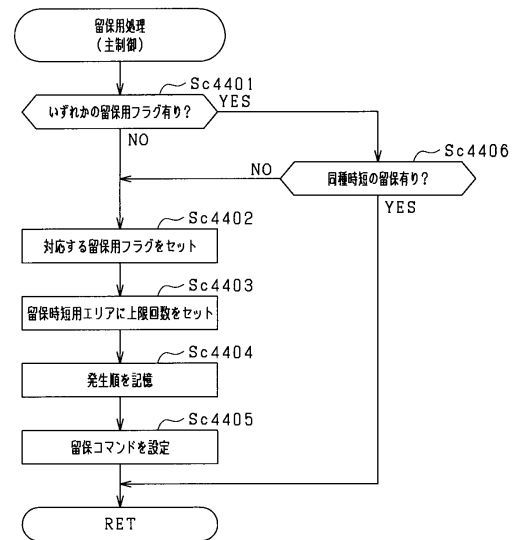 留保用処理
(主制御)
Sc4401
いずれかの留保用フラグ有り?
YES
NO
Sc4406
NO
同種時短の留保有り?
YES
Sc4402
対応する留保用フラグをセット
Sc4403
留保時短用エリアに上限回数をセット
Sc4404
発生順を記憶
Sc4405
留保コマンドを設定
RET